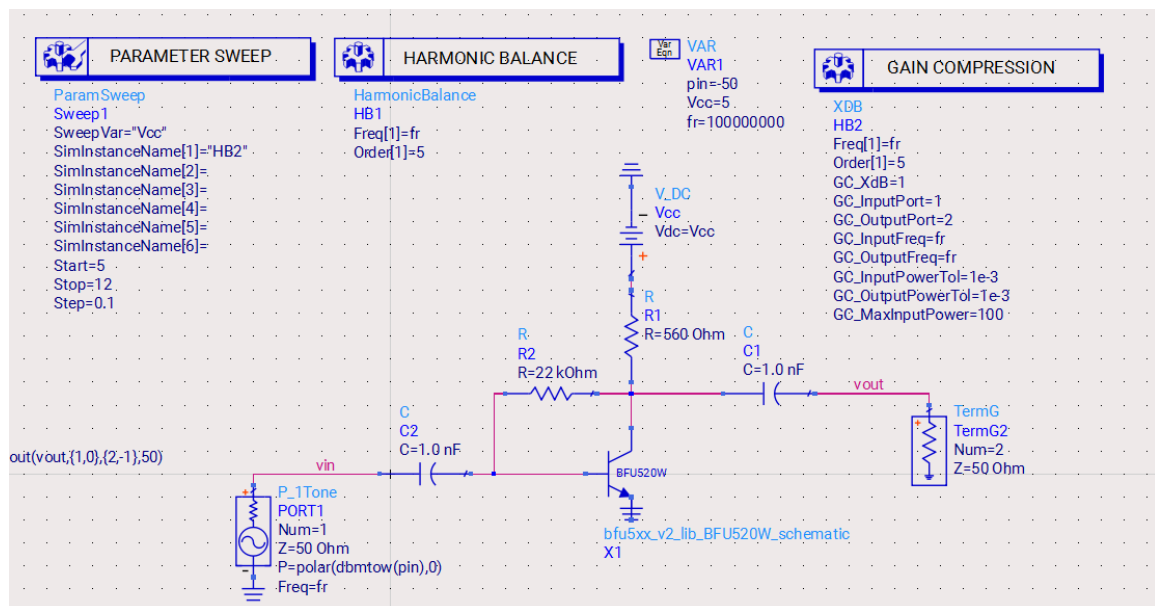 PARAMETER SWEEP
ParamSweep
Sweep1
SweepVar="Vcc"
SimInstanceName[1]="HB2"
SimInstanceName[2]=
SimInstanceName[3]=
SimInstanceName[4]=
SimInstanceName[5]=
SimInstanceName[6]=
Start=5
Stop=12
Step=0.1
HARMONIC BALANCE
HarmonicBalance
HB1
Freq[1]=fr
Order[1]=5
Var
Eqn
VAR
VAR1
pin=-50
Vcc=5
fr=100000000
GAIN COMPRESSION
XDB
HB2
Freq[1]=fr
Order[1]=5
GC_XdB=1
GC_InputPort=1
GC_OutputPort=2
GC_InputFreq=fr
GC_OutputFreq=fr
GC_InputPowerTol=1e-3
GC_OutputPowerTol=1e-3
GC_MaxInputPower=100
V_DC
Vcc
Vdc=Vcc
R
R1
R=560 Ohm
R
R2
R=22 kOhm
C
C1
C=1.0 nF
vout
TermG
TermG2
Num=2
Z=50 Ohm
C
C2
C=1.0 nF
out(vout,{1,0},{2,-1},50)
vin
BFU520W
P_1Tone
PORT1
Num=1
Z=50 Ohm
P=polar(dbmtow(pin),0)
Freq=fr
bfu5xx_v2_lib_BFU520W_schematic
X1